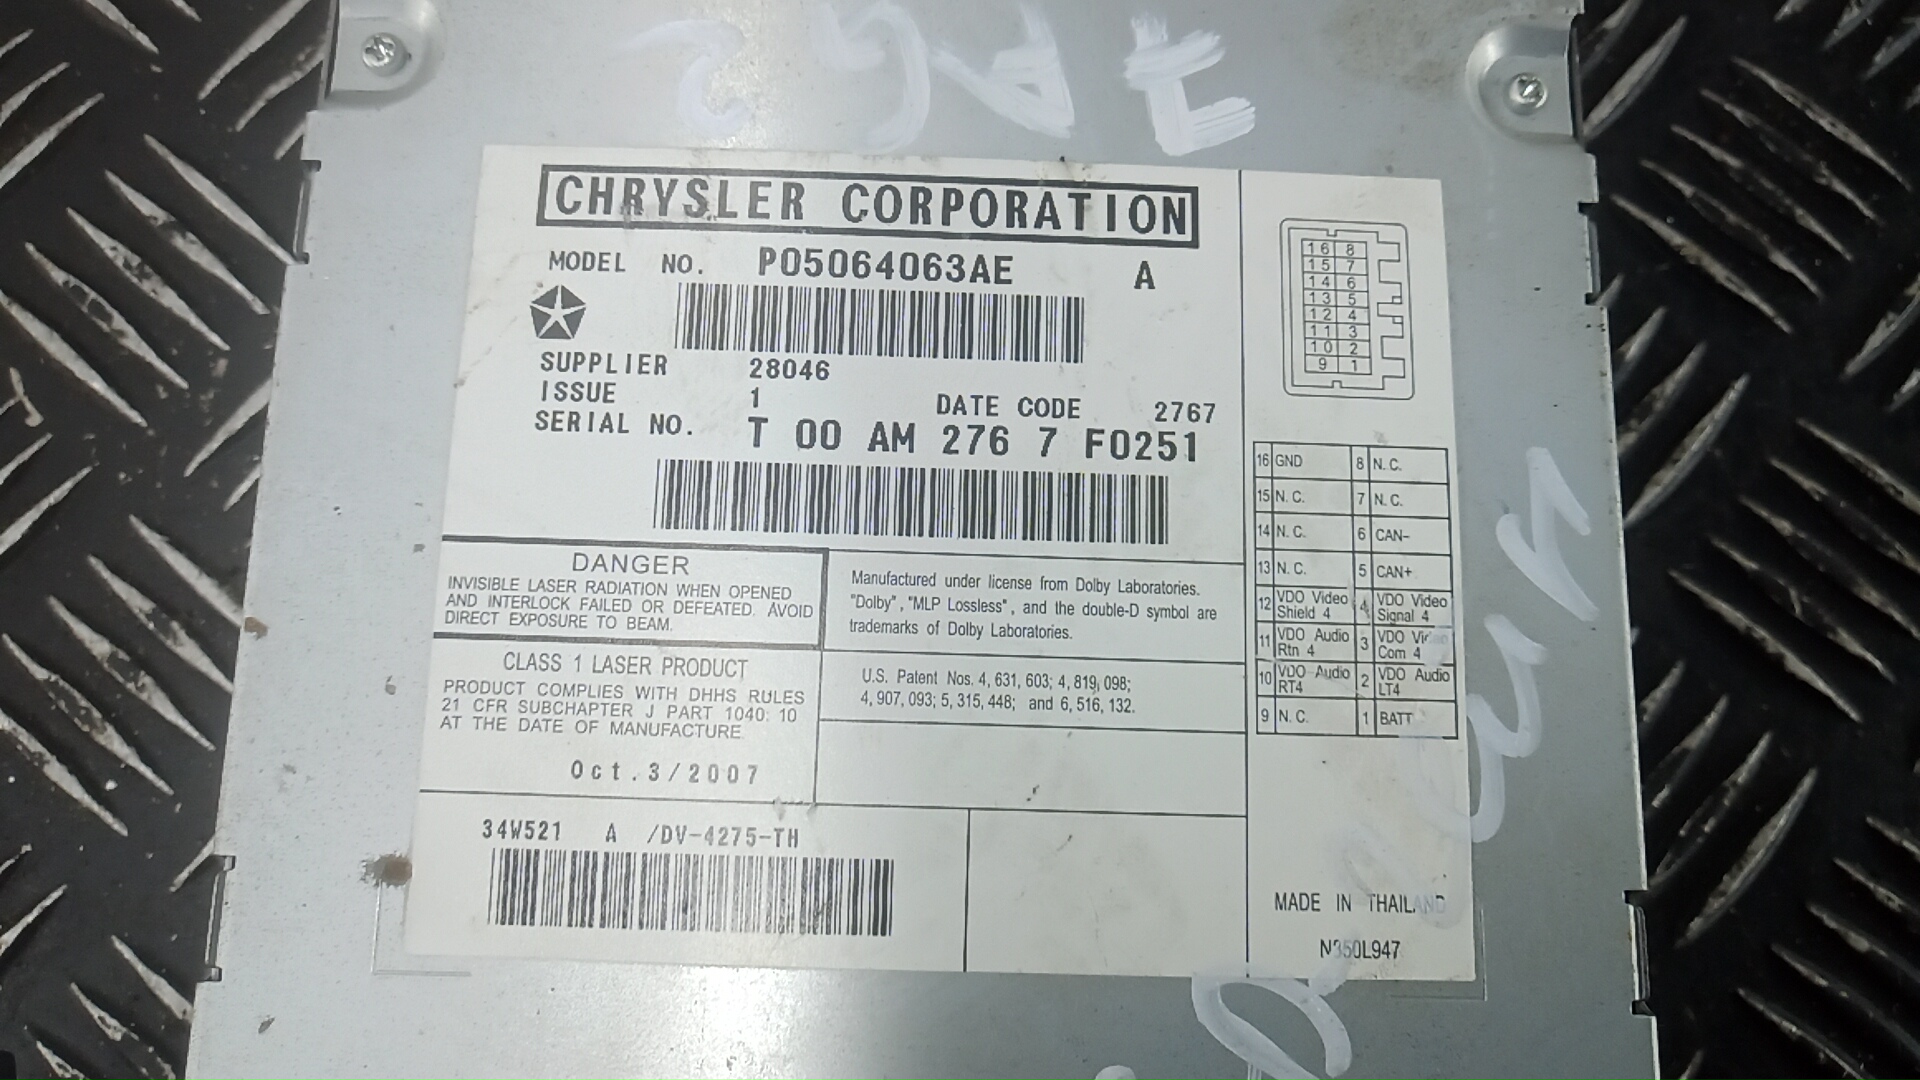 CHRYSLER CORPORATION
MODEL NO. P05064063AE A
SUPPLIER 28046
ISSUE 1
DATE CODE 2767
SERIAL NO. T 00 AM 276 7 F0251
DANGER
INVISIBLE LASER RADIATION WHEN OPENED
AND INTERLOCK FAILED OR DEFEATED. AVOID
DIRECT EXPOSURE TO BEAM.
CLASS 1 LASER PRODUCT
PRODUCT COMPLIES WITH DHHS RULES
21 CFR SUBCHAPTER J PART 1040: 10
AT THE DATE OF MANUFACTURE
Oct.3/2007
Manufactured under license from Dolby Laboratories.
"Dolby", "MLP Lossless", and the double-D symbol are
trademarks of Dolby Laboratories.
U.S. Patent Nos. 4, 631, 603; 4, 819, 098;
4, 907, 093; 5, 315, 448; and 6, 516, 132.
34W521 A /DV-4275-TH
16 8
15 7
14 6
13 5
12 4
11 3
10 2
9 1
16 GND 8 N.C.
15 N.C. 7 N.C.
14 N.C. 6 CAN-
13 N.C. 5 CAN+
12 VDO Video Shield 4 4 VDO Video Signal 4
11 VDO Audio Rtn 4 3 VDO Video Com 4
10 VDO Audio RT4 2 VDO Audio LT4
9 N.C. 1 BATT
MADE IN THAILAND